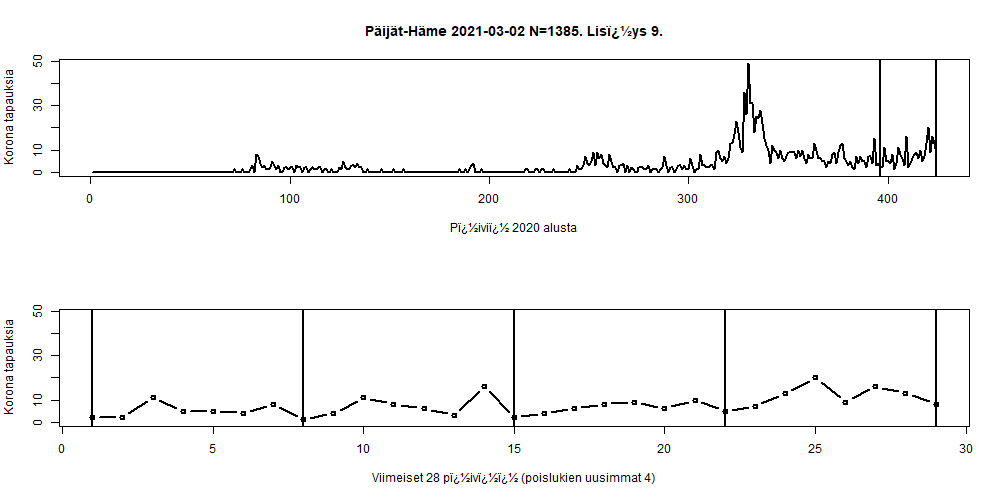 Päijät-Häme 2021-03-02 N=1385. Lisï¿½ys 9.
Korona tapauksia
0 10 30 50
0 100 200 300 400
Pï¿½iviï¿½ 2020 alusta
Korona tapauksia
0 10 30 50
0 5 10 15 20 25 30
Viimeiset 28 pï¿½ivï¿½ï¿½ (poislukien uusimmat 4)